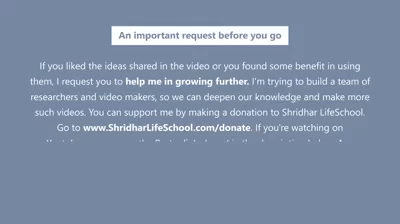 An important request before you go
If you liked the ideas shared in the video or you found some benefit in using
them, I request you to help me in growing further. I'm trying to build a team of
researchers and video makers, so we can deepen our knowledge and make more
such videos. You can support me by making a donation to Shridhar LifeSchool.
Go to www.ShridharLifeSchool.com/donate. If you're watching on